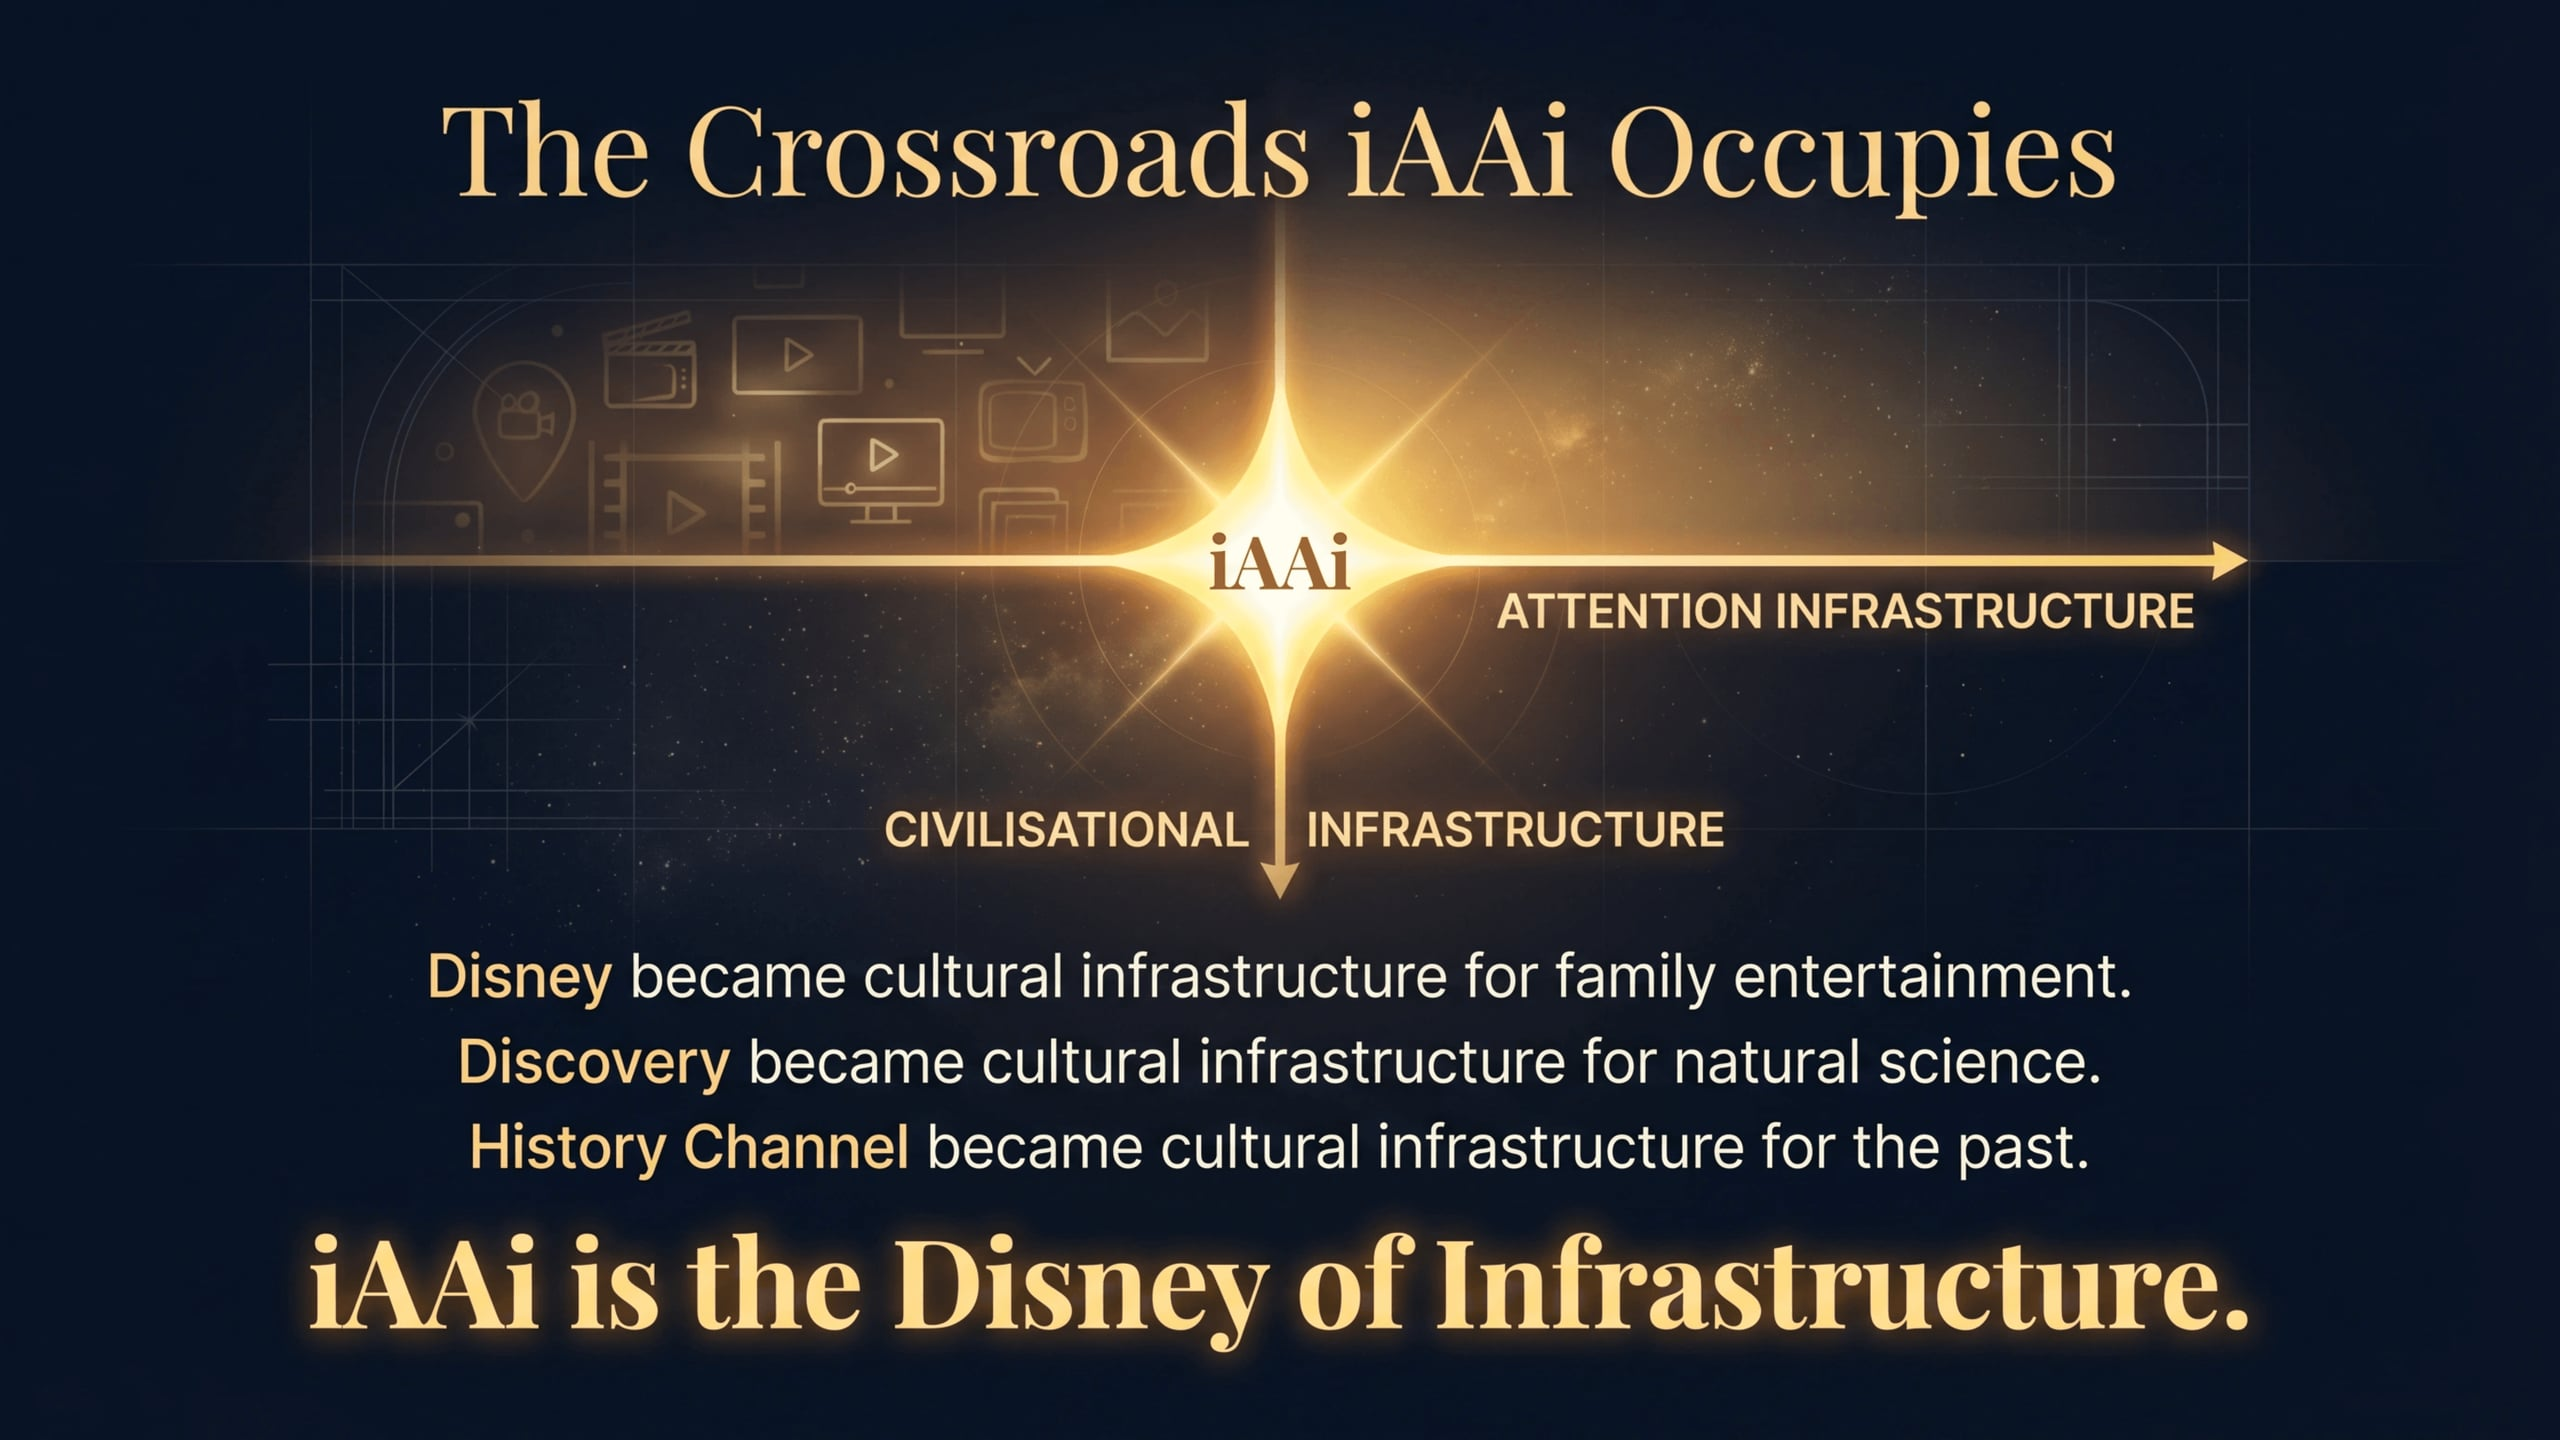 The Crossroads iAAi Occupies
iAAi
ATTENTION INFRASTRUCTURE
CIVILISATIONAL INFRASTRUCTURE
Disney became cultural infrastructure for family entertainment.
Discovery became cultural infrastructure for natural science.
History Channel became cultural infrastructure for the past.
iAAi is the Disney of Infrastructure.